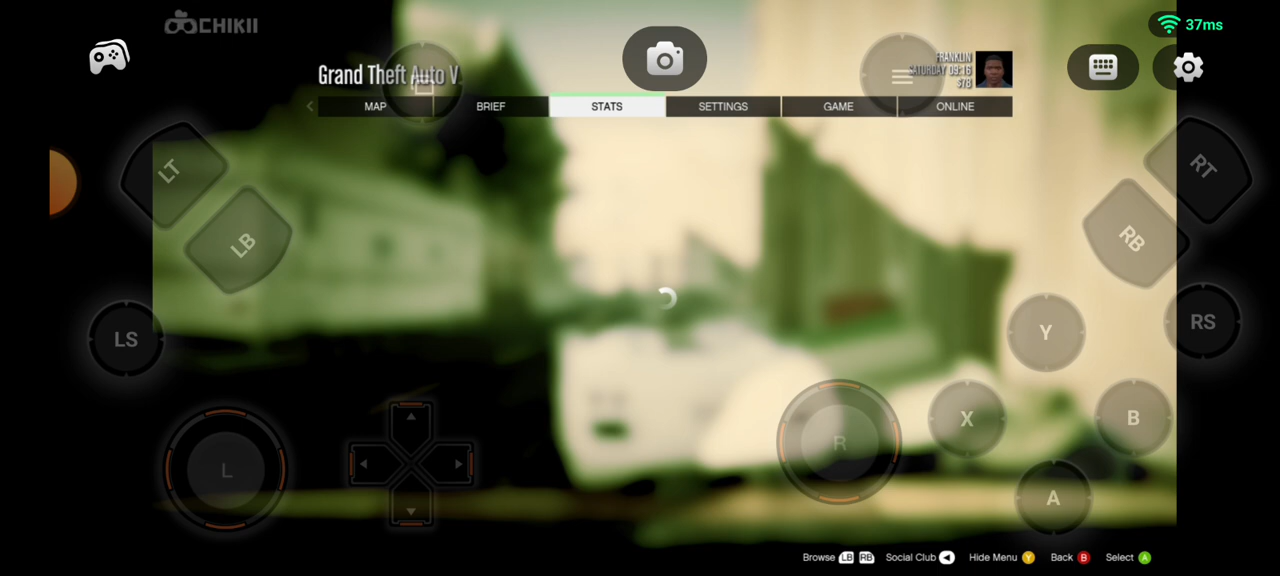 CHIKII
37ms
Grand Theft Auto V
FRANKLIN
SATURDAY 09:16
$78
MAP BRIEF STATS SETTINGS GAME ONLINE
LT
RT
LB
RB
LS
RS
Y
X
B
L
R
A
Browse LB RB Social Club Hide Menu Y Back B Select A